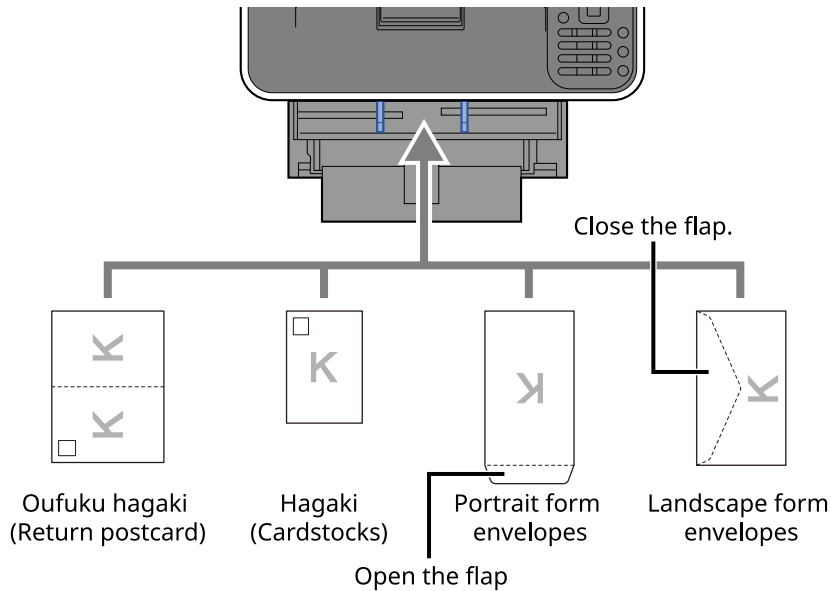 Close the flap.
K
K
K
K
K
Oufuku hagaki
(Return postcard)
Hagaki
(Cardstocks)
Portrait form
envelopes
Landscape form
envelopes
Open the flap